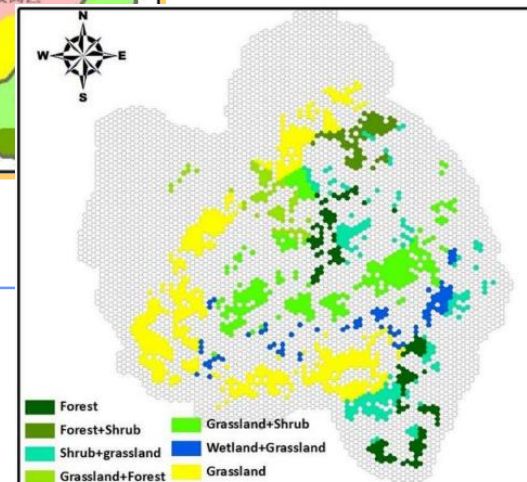 N
W E
S
Forest
Forest+Shrub
Shrub+grassland
Grassland+Forest
Grassland+Shrub
Wetland+Grassland
Grassland